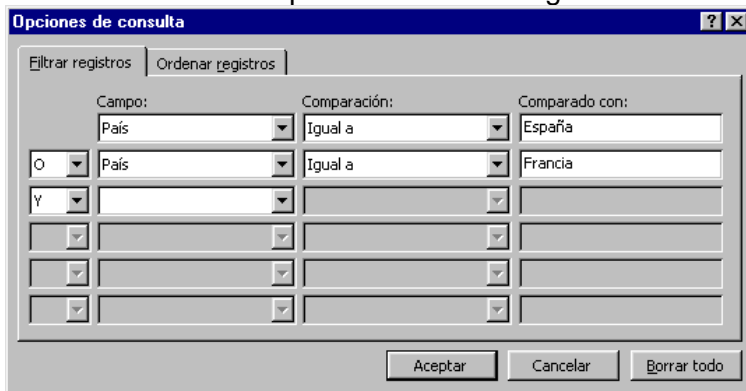 Opciones de consulta
Filtrar registros Ordenar registros
Campo: Comparación: Comparado con:
País Igual a España
O País Igual a Francia
Y
Aceptar Cancelar Borrar todo